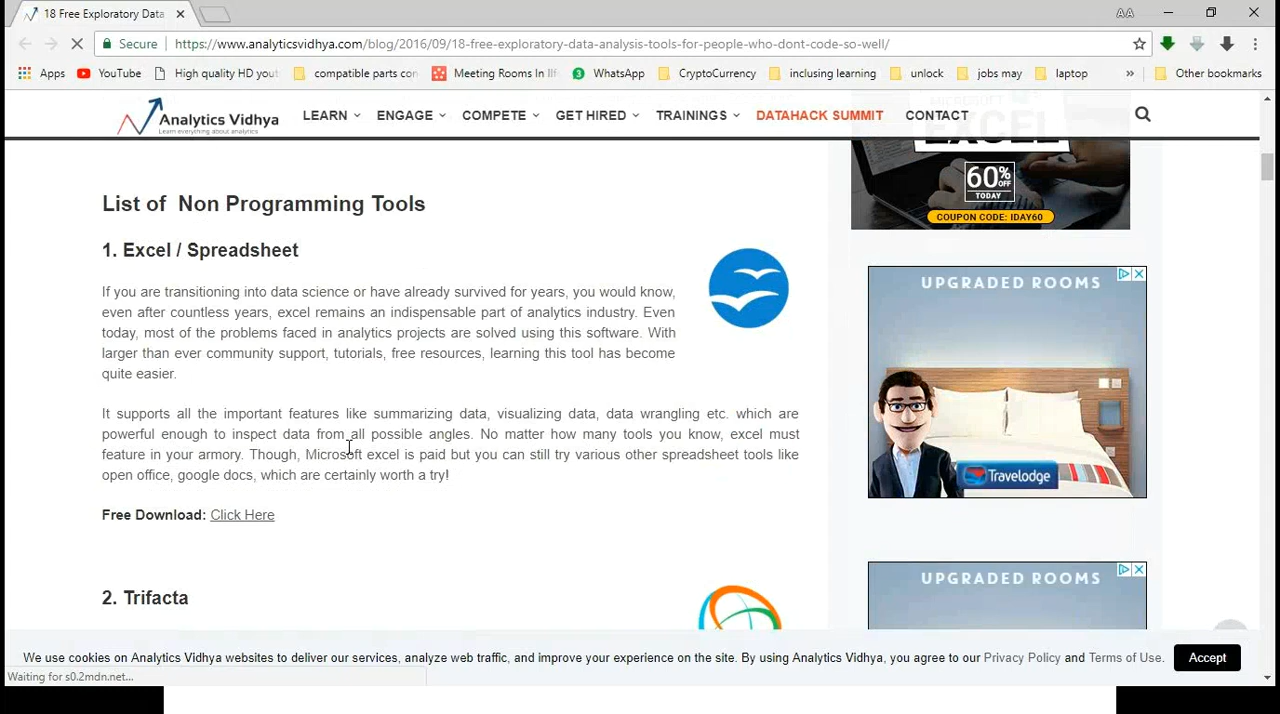 18 Free Exploratory Data
AA
Secure https://www.analyticsvidhya.com/blog/2016/09/18-free-exploratory-data-analysis-tools-for-people-who-dont-code-so-well/
Apps YouTube High quality HD yout compatible parts con Meeting Rooms In Ilf WhatsApp CryptoCurrency inclusing learning unlock jobs may laptop » Other bookmarks
Analytics Vidhya
Learn everything about analytics
LEARN ENGAGE COMPETE GET HIRED TRAININGS DATAHACK SUMMIT CONTACT
MICROSOFT
EXCEL
60% OFF
TODAY
COUPON CODE: IDAY60
List of Non Programming Tools
1. Excel / Spreadsheet
If you are transitioning into data science or have already survived for years, you would know,
even after countless years, excel remains an indispensable part of analytics industry. Even
today, most of the problems faced in analytics projects are solved using this software. With
larger than ever community support, tutorials, free resources, learning this tool has become
quite easier.
It supports all the important features like summarizing data, visualizing data, data wrangling etc. which are
powerful enough to inspect data from all possible angles. No matter how many tools you know, excel must
feature in your armory. Though, Microsoft excel is paid but you can still try various other spreadsheet tools like
open office, google docs, which are certainly worth a try!
Free Download: Click Here
2. Trifacta
UPGRADED ROOMS
Travelodge
UPGRADED ROOMS
We use cookies on Analytics Vidhya websites to deliver our services, analyze web traffic, and improve your experience on the site. By using Analytics Vidhya, you agree to our Privacy Policy and Terms of Use.
Accept
Waiting for s0.2mdn.net...